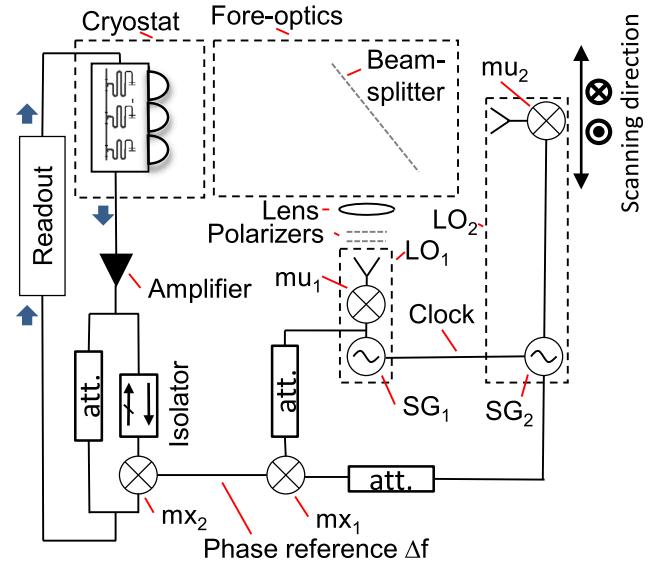 Fore-optics
Cryostat
Beam-
splitter
mu₂
Scanning direction
Readout
Lens
Polarizers
LO₂
LO₁
mu₁
Amplifier
Clock
att.
Isolator
att.
SG₁
SG₂
att.
mx₂
mx₁
Phase reference Δf